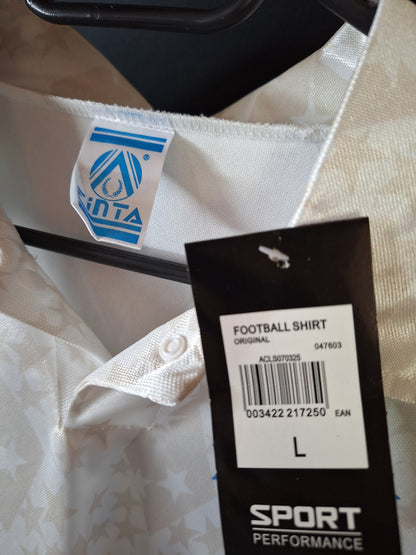 FINTA
®
FOOTBALL SHIRT
ORIGINAL 047603
ACLS070325
003422 217250 EAN
L
SPORT
PERFORMANCE